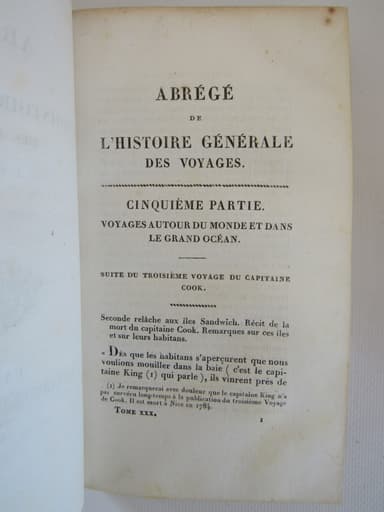 ABRÉGÉ
DE
L'HISTOIRE GÉNÉRALE
DES VOYAGES.
CINQUIÈME PARTIE.
VOYAGES AUTOUR DU MONDE ET DANS
LE GRAND OCÉAN.
SUITE DU TROISIÈME VOYAGE DU CAPITAINE
COOK.
Seconde relâche aux îles Sandwich. Récit de la
mort du capitaine Cook. Remarques sur ces îles
et sur leurs habitans.
« Dès que les habitans s'aperçurent que nous
voulions mouiller dans la baie ( c'est le capi-
taine King (1) qui parle ), ils vinrent près de
(1) Je remarquerai avec douleur que le capitaine King n'a
pas survécu long-temps à la publication du troisième Voyage
de Cook. Il est mort à Nice en 1784.
TOME XXX. 1